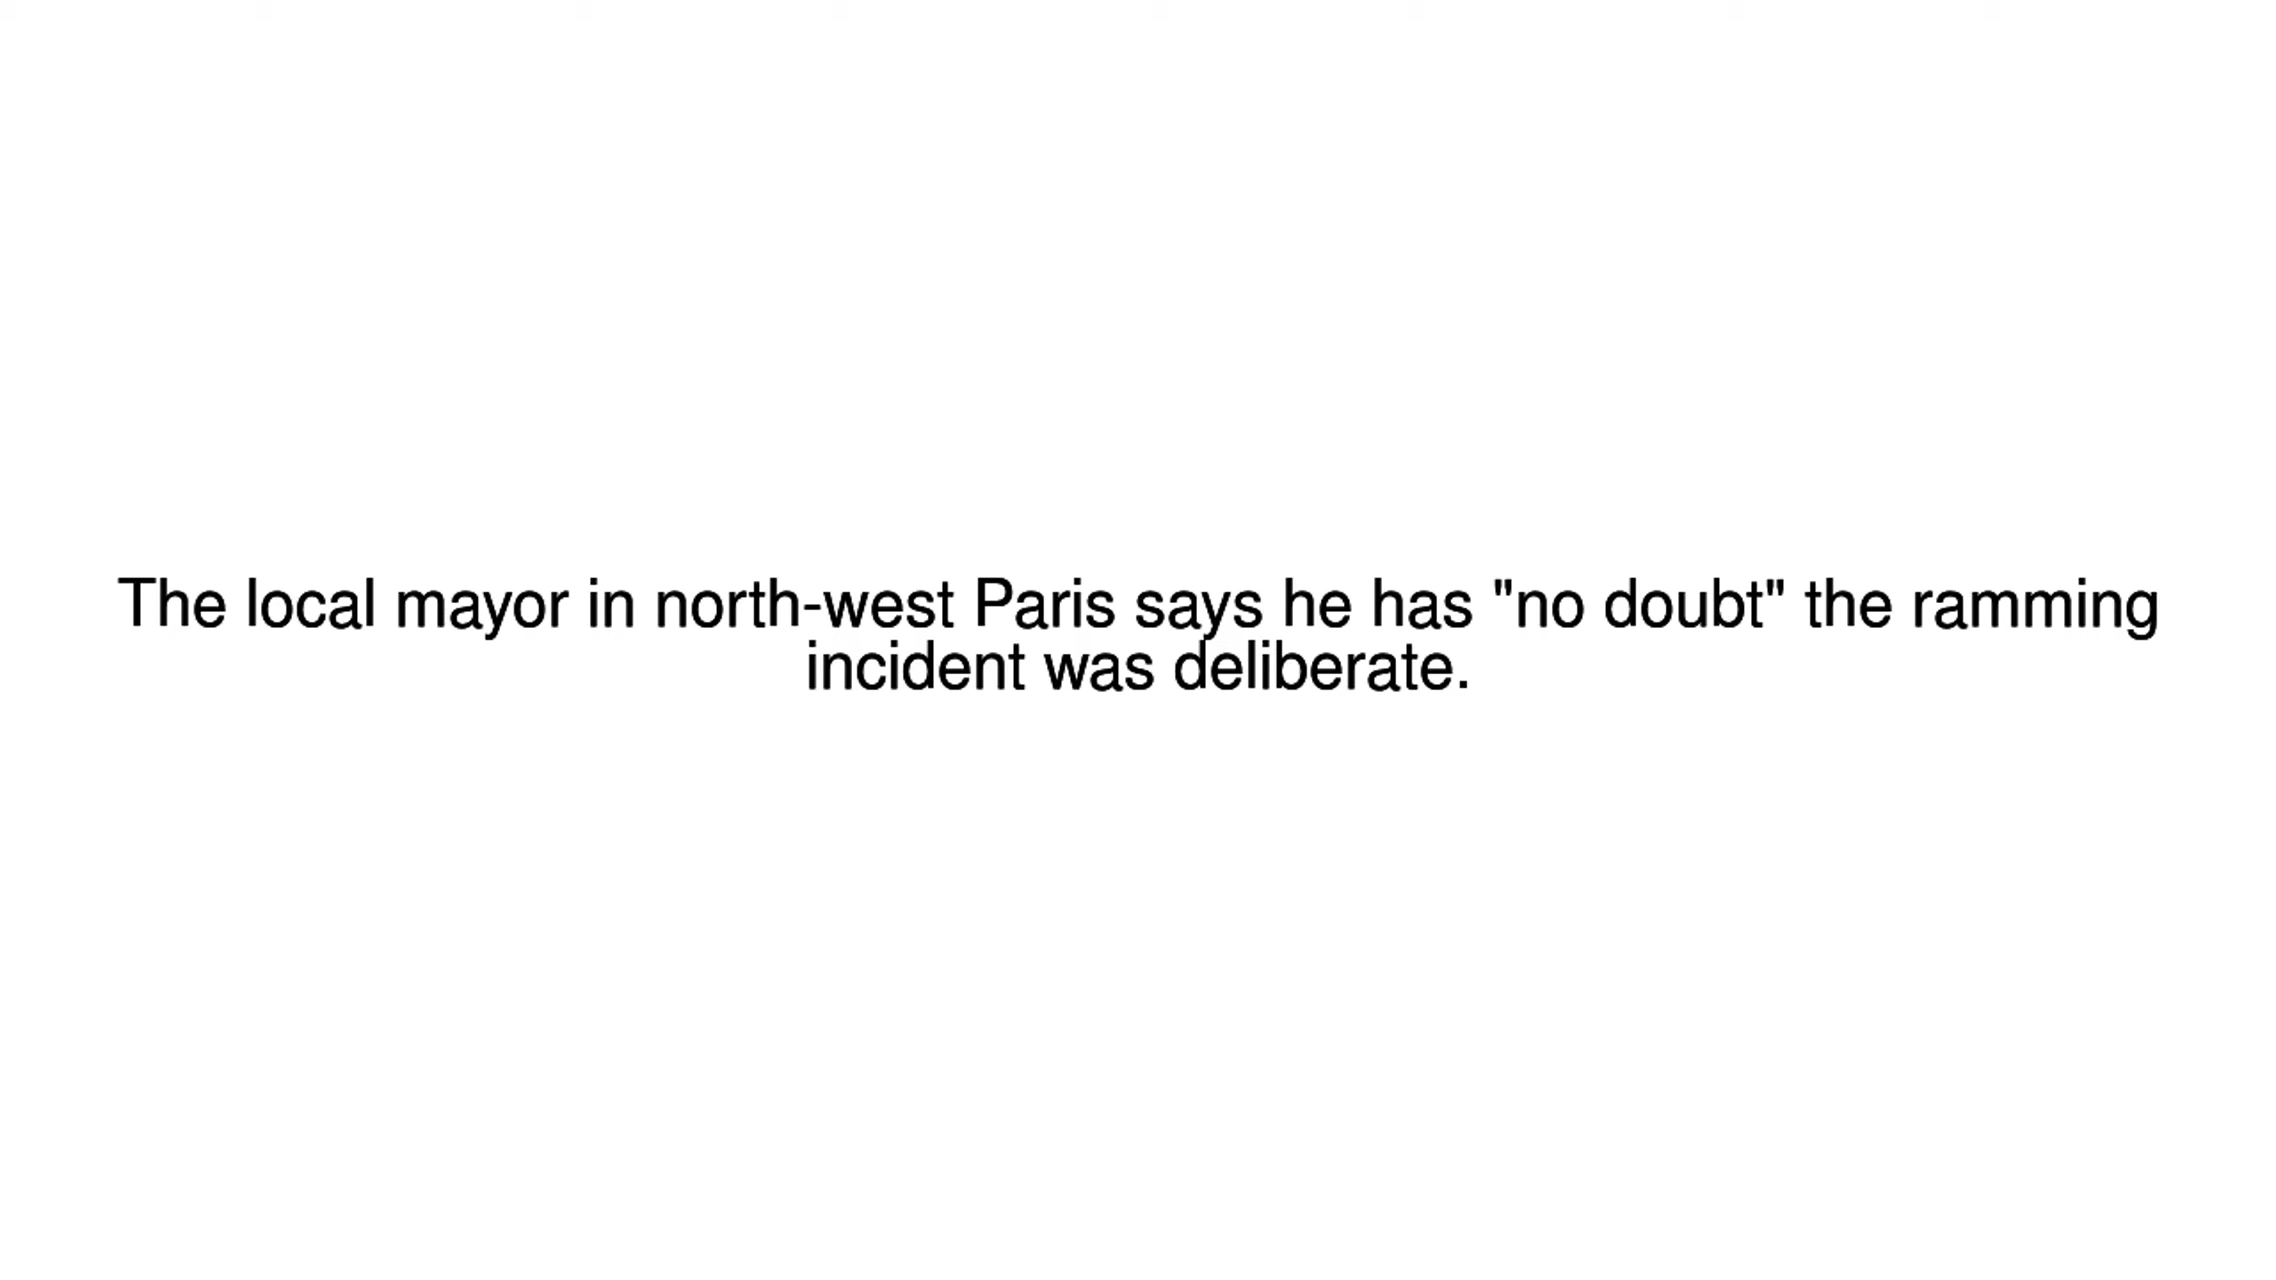 The local mayor in north-west Paris says he has "no doubt" the ramming
incident was deliberate.